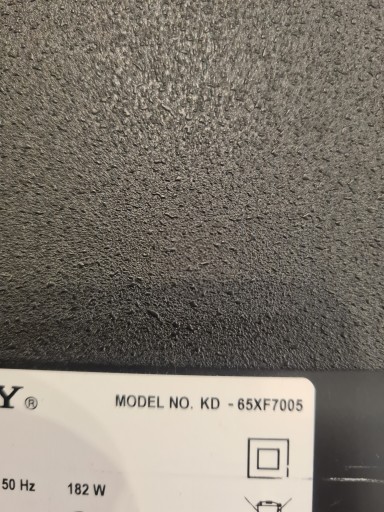 Y®
MODEL NO. KD - 65XF7005
50 Hz 182 W